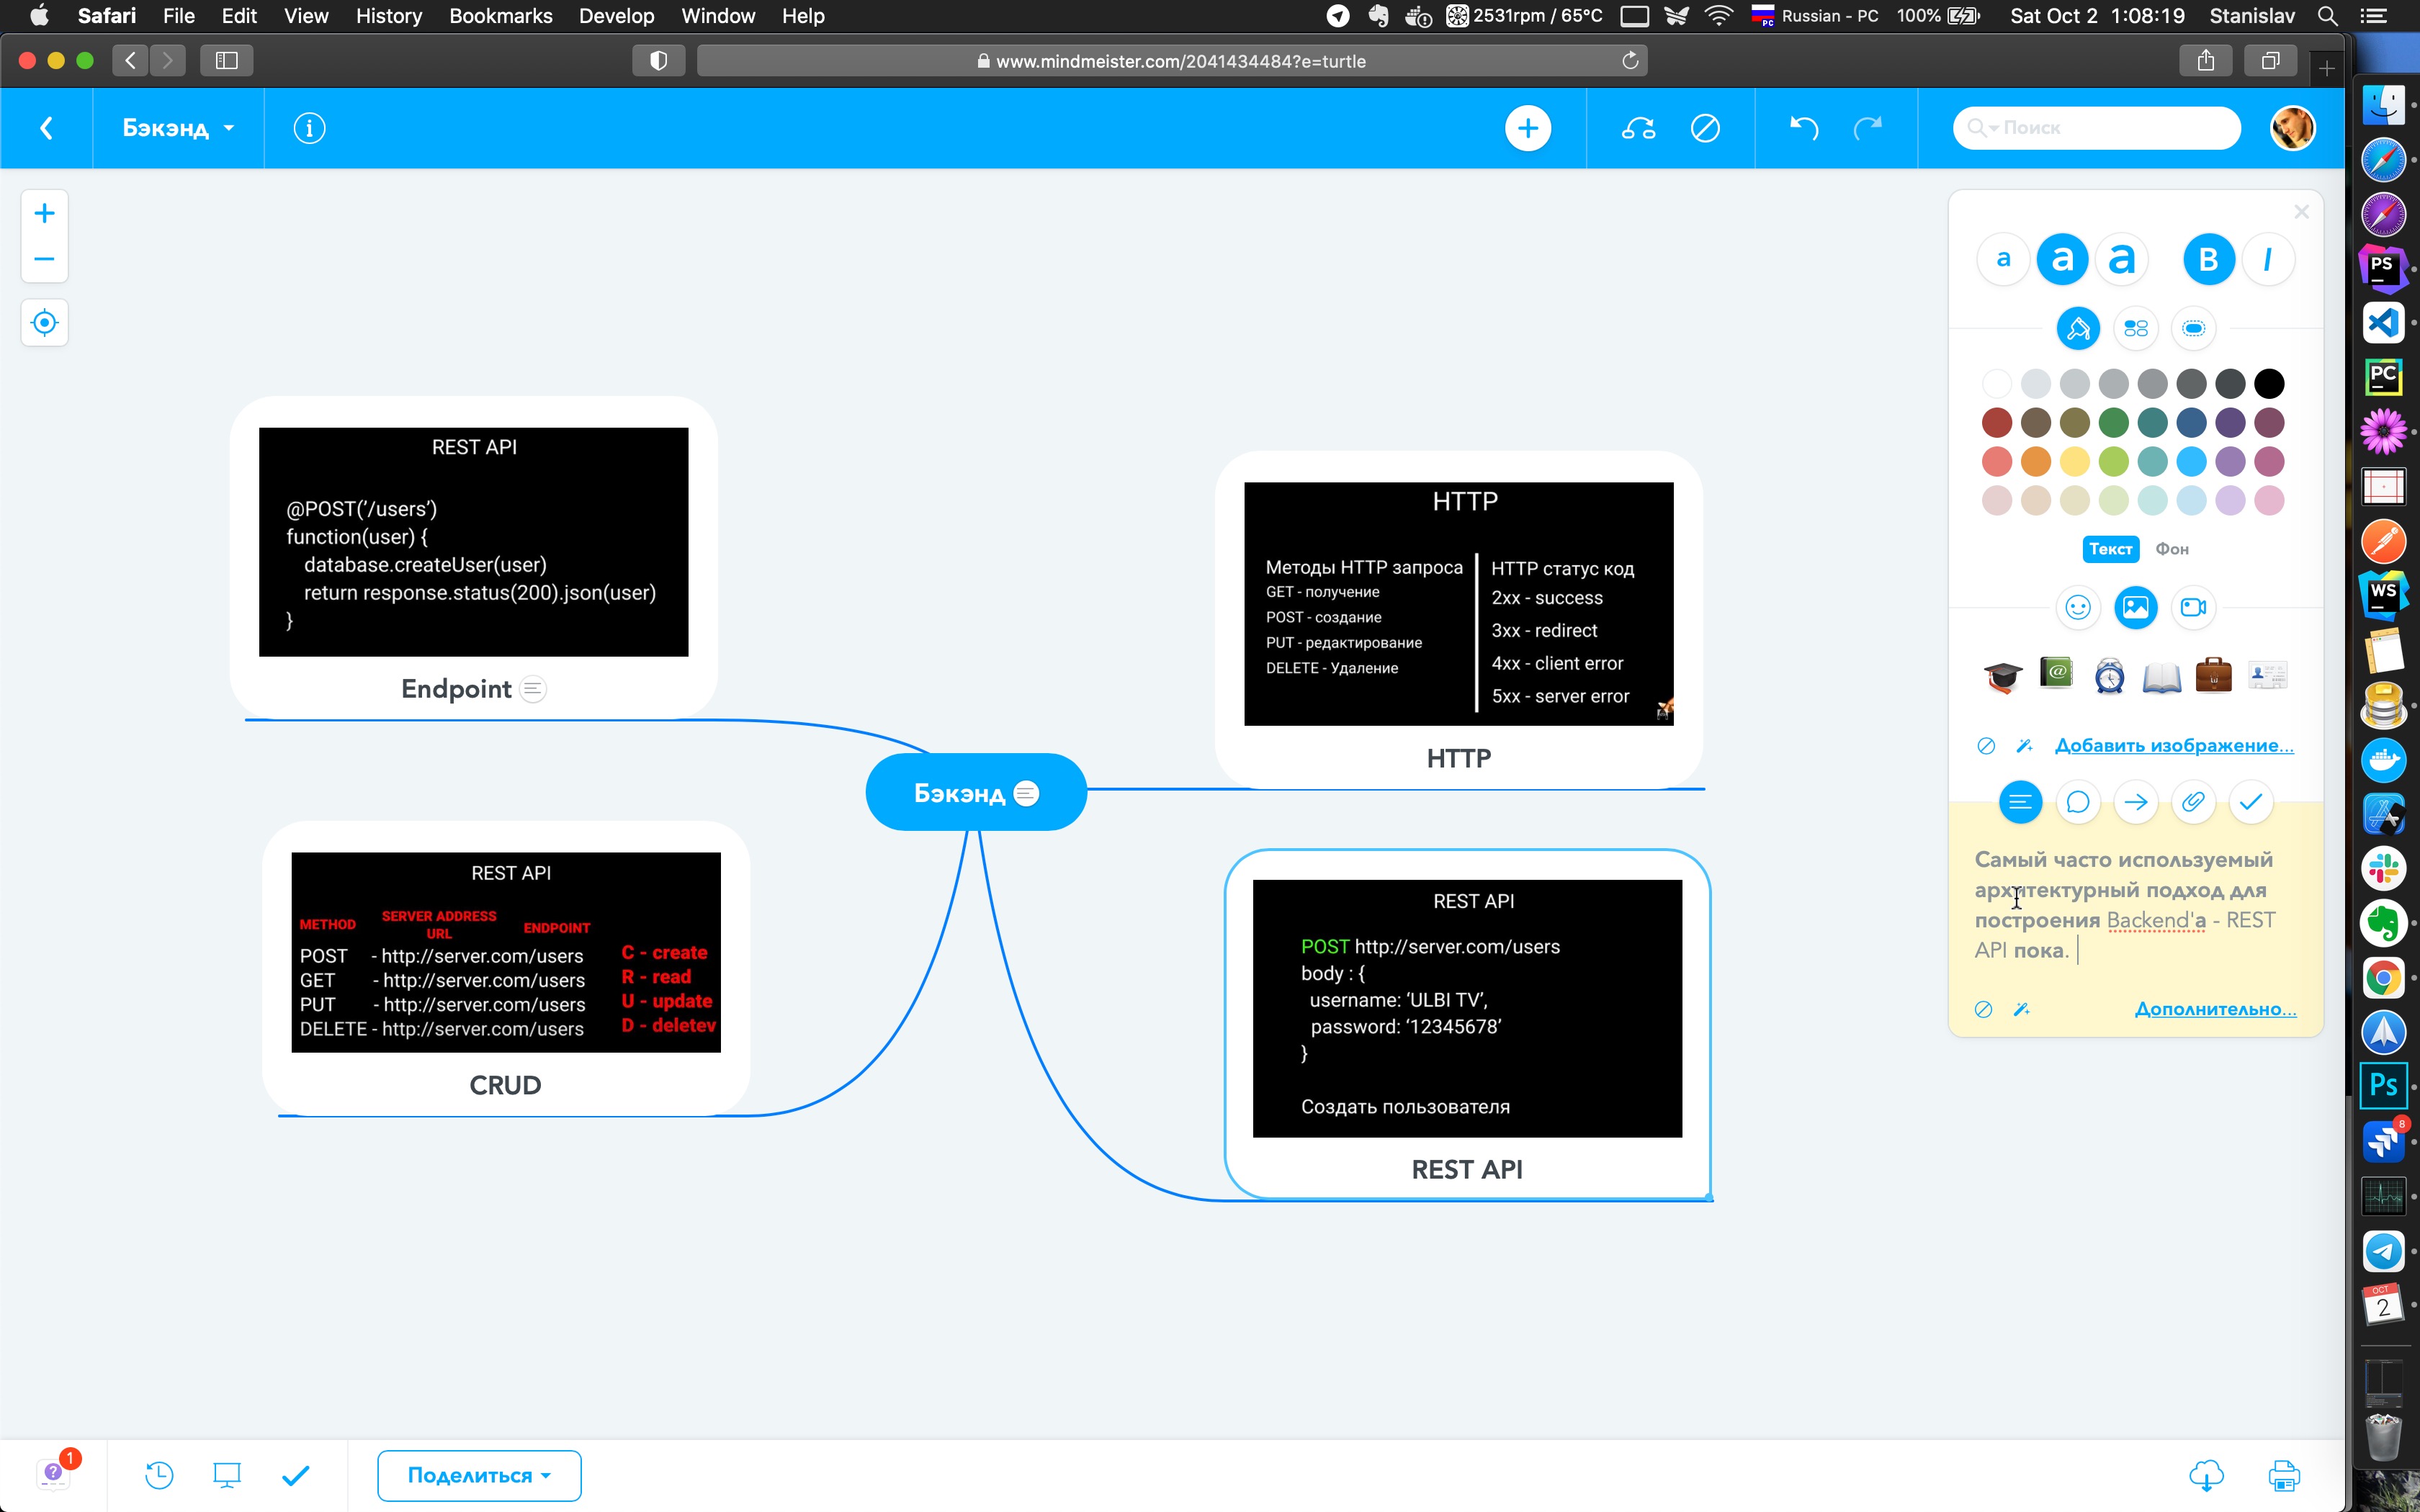 Safari File Edit View History Bookmarks Develop Window Help 2531rpm / 65°C Russian - PC 100% Sat Oct 2 1:08:19 Stanislav
www.mindmeister.com/2041434484?e=turtle
Бэкэнд
Поиск
a a a B I
REST API
@POST('/users')
function(user) {
database.createUser(user)
return response.status(200).json(user)
}
Endpoint
HTTP
Методы HTTP запроса
GET - получение
POST - создание
PUT - редактирование
DELETE - Удаление
HTTP статус код
2xx - success
3xx - redirect
4xx - client error
5xx - server error
HTTP
Бэкэнд
REST API
METHOD
SERVER ADDRESS
URL
ENDPOINT
POST - http://server.com/users
GET - http://server.com/users
PUT - http://server.com/users
DELETE - http://server.com/users
C - create
R - read
U - update
D - deletev
CRUD
REST API
POST http://server.com/users
body : {
username: ‘ULBI TV’,
password: ‘12345678’
}
Создать пользователя
REST API
Текст Фон
Добавить изображение...
Самый часто используемый
архитектурный подход для
построения Backend'а - REST
API пока.
Дополнительно...
1
Поделиться
PS
PC
WS
Ps
8
OCT
2